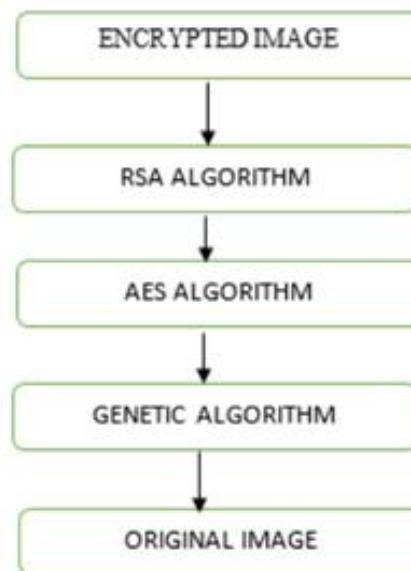 ENCRYPTED IMAGE
RSA ALGORITHM
AES ALGORITHM
GENETIC ALGORITHM
ORIGINAL IMAGE